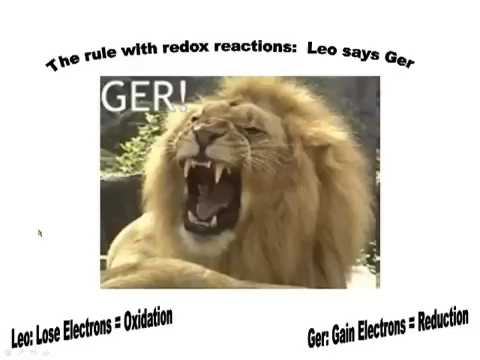 The rule with redox reactions:  Leo says Ger
GER!
Leo: Lose Electrons = Oxidation
Ger: Gain Electrons = Reduction